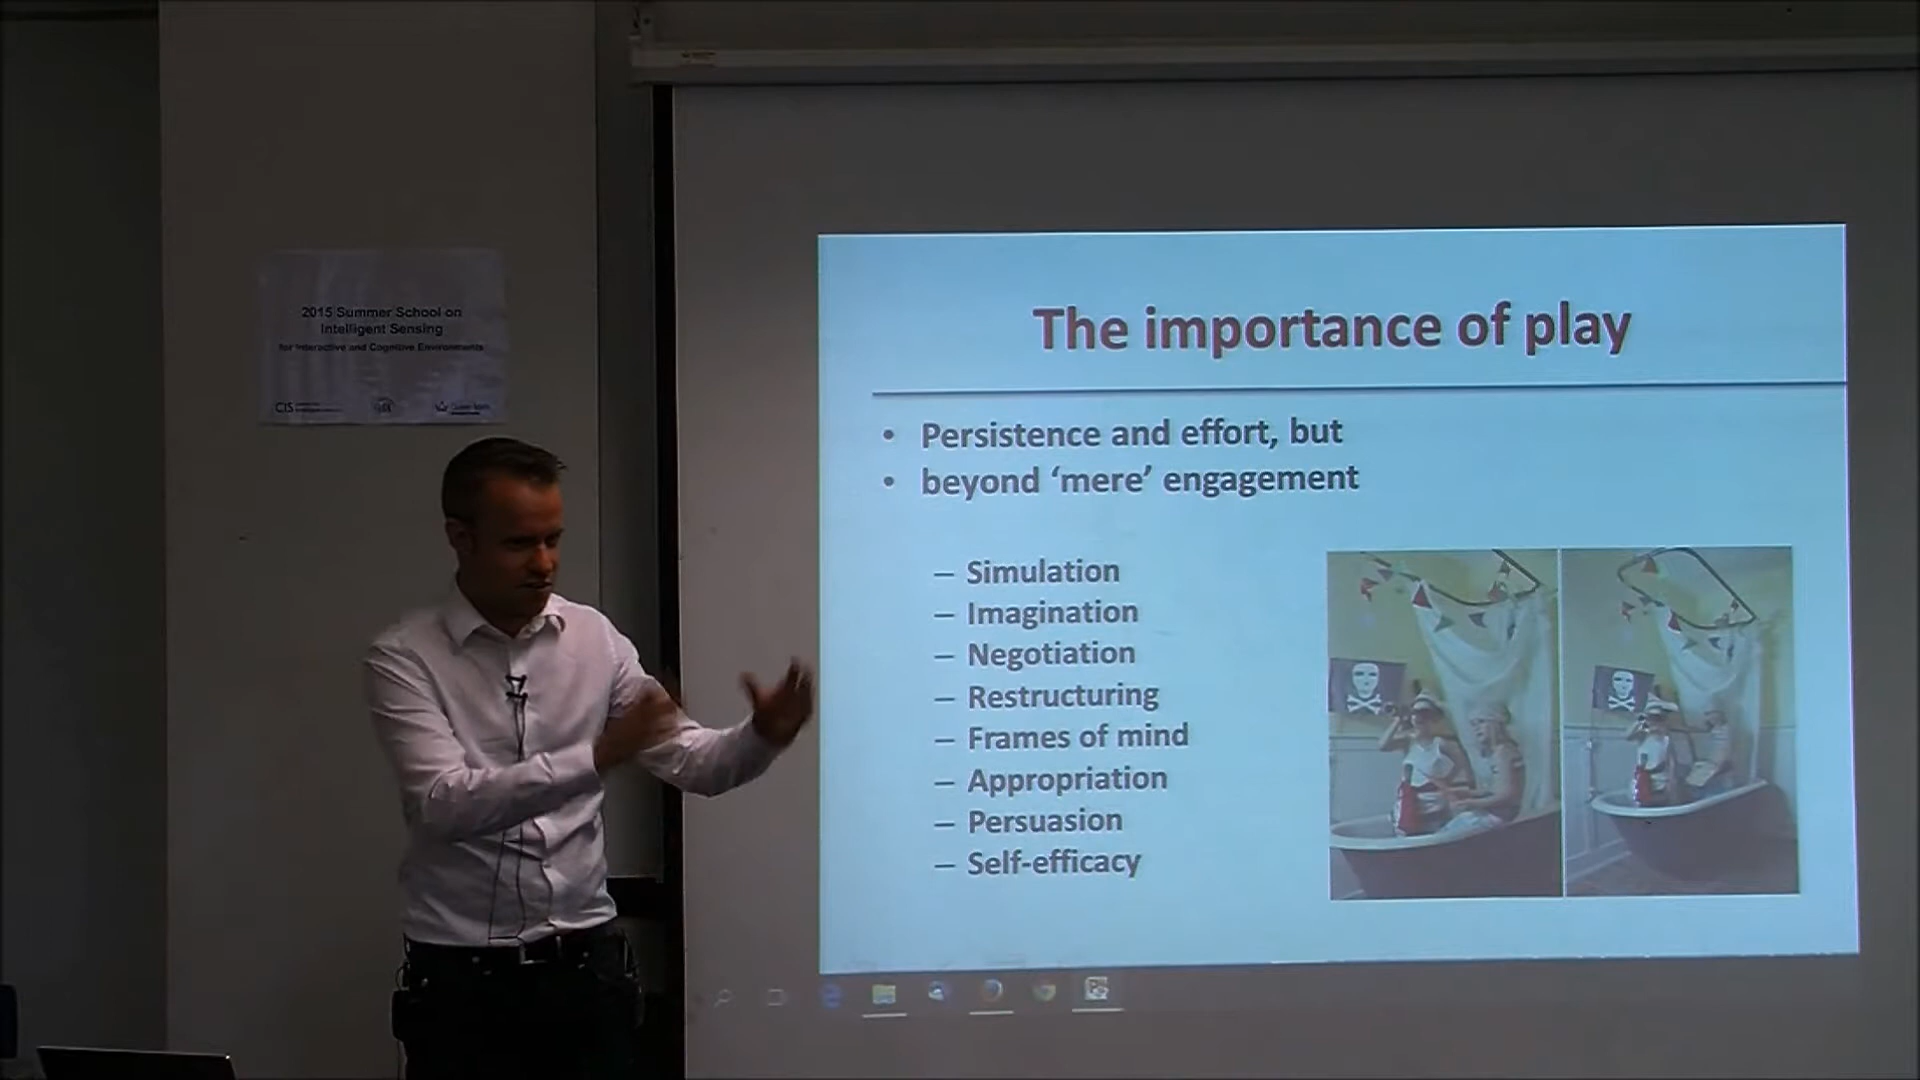 2015 Summer School on
Intelligent Sensing
for Interactive and Cognitive Environments
CIS
The importance of play
• Persistence and effort, but
• beyond ‘mere’ engagement
– Simulation
– Imagination
– Negotiation
– Restructuring
– Frames of mind
– Appropriation
– Persuasion
– Self-efficacy